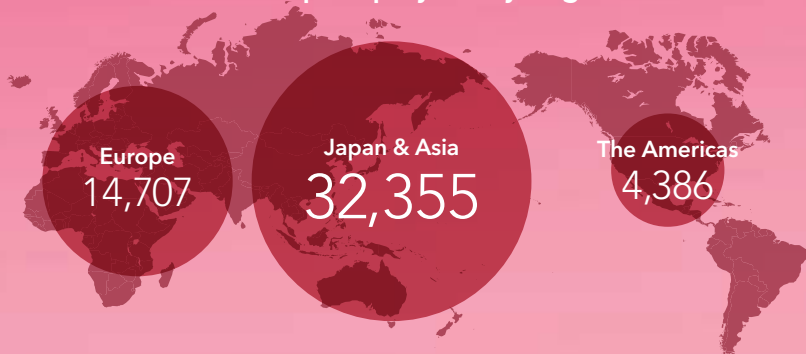 Europe
14,707
Japan & Asia
32,355
The Americas
4,386